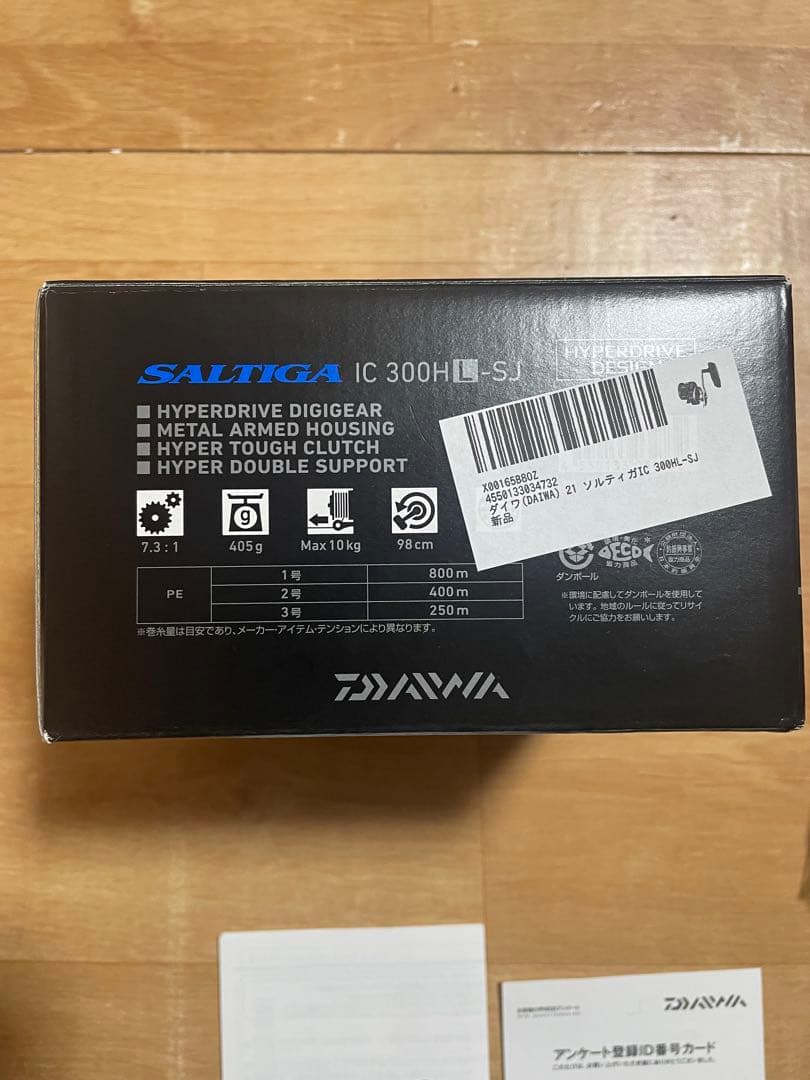 SALTIGA IC 300HL-SJ
HYPERDRIVE DESIGN
■ HYPERDRIVE DIGIGEAR
■ METAL ARMED HOUSING
■ HYPER TOUGH CLUTCH
■ HYPER DOUBLE SUPPORT
X00165B8OZ
4550133034732
ダイワ(DAIWA) 21 ソルティガIC 300HL-SJ
新品
g
7.3:1 405g Max10kg 98cm
PE 1号 800m
2号 400m
3号 250m
※巻糸量は目安であり、メーカー・アイテム・テンションにより異なります。
協力商品
ダンボール
※環境に配慮してダンボールを使用して
います。地域のルールに従ってリサイ
クルにご協力をお願いします。
DAIWA
DAIWA
アンケート登録ID番号カード